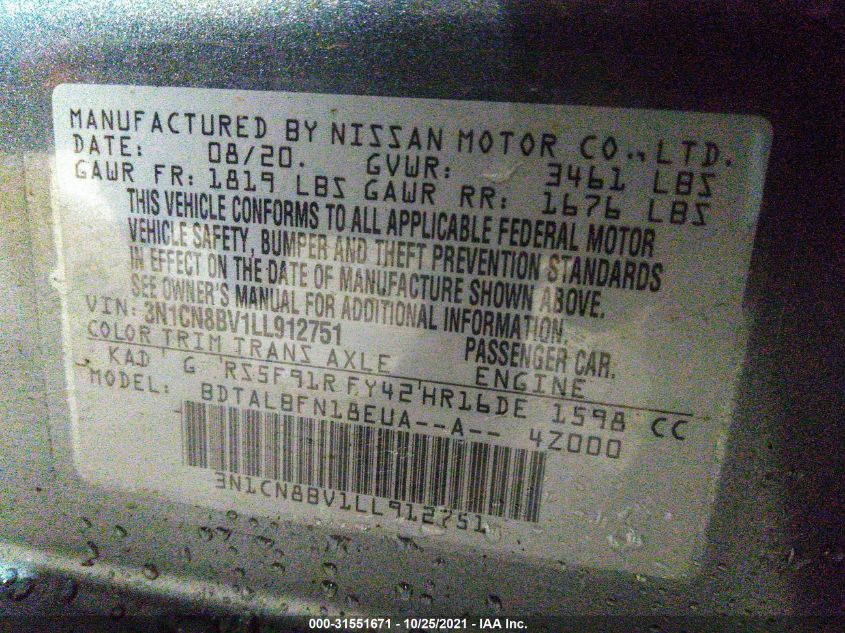 MANUFACTURED BY NISSAN MOTOR CO.,LTD.
DATE: 08/20. GVWR: 3461 LBS
GAWR FR: 1819 LBS GAWR RR: 1676 LBS
THIS VEHICLE CONFORMS TO ALL APPLICABLE FEDERAL MOTOR
VEHICLE SAFETY, BUMPER AND THEFT PREVENTION STANDARDS
IN EFFECT ON THE DATE OF MANUFACTURE SHOWN ABOVE.
SEE OWNER'S MANUAL FOR ADDITIONAL INFORMATION.
VIN: 3N1CN8BV1LL912751 PASSENGER CAR.
COLOR TRIM TRANS AXLE ENGINE
KAD G RS5F91R FY42 HR16DE 1598 CC
MODEL: BDTALBFN18EUA--A-- 4Z000
3N1CN8BV1LL912751
000-31551671 - 10/25/2021 - IAA Inc.